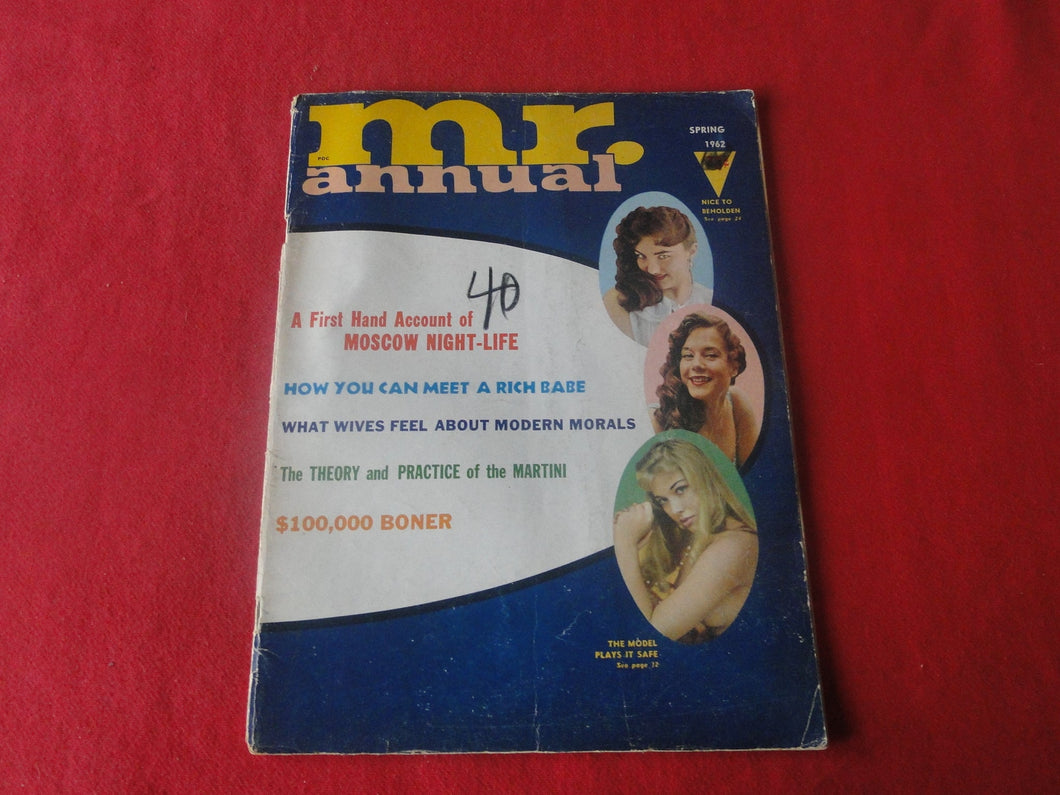 mr.
POC
annual
SPRING
1962
NICE TO
BEHOLDEN
See page 24
40
A First Hand Account of
MOSCOW NIGHT-LIFE
HOW YOU CAN MEET A RICH BABE
WHAT WIVES FEEL ABOUT MODERN MORALS
The THEORY and PRACTICE of the MARTINI
$100,000 BONER
THE MODEL
PLAYS IT SAFE
See page 12